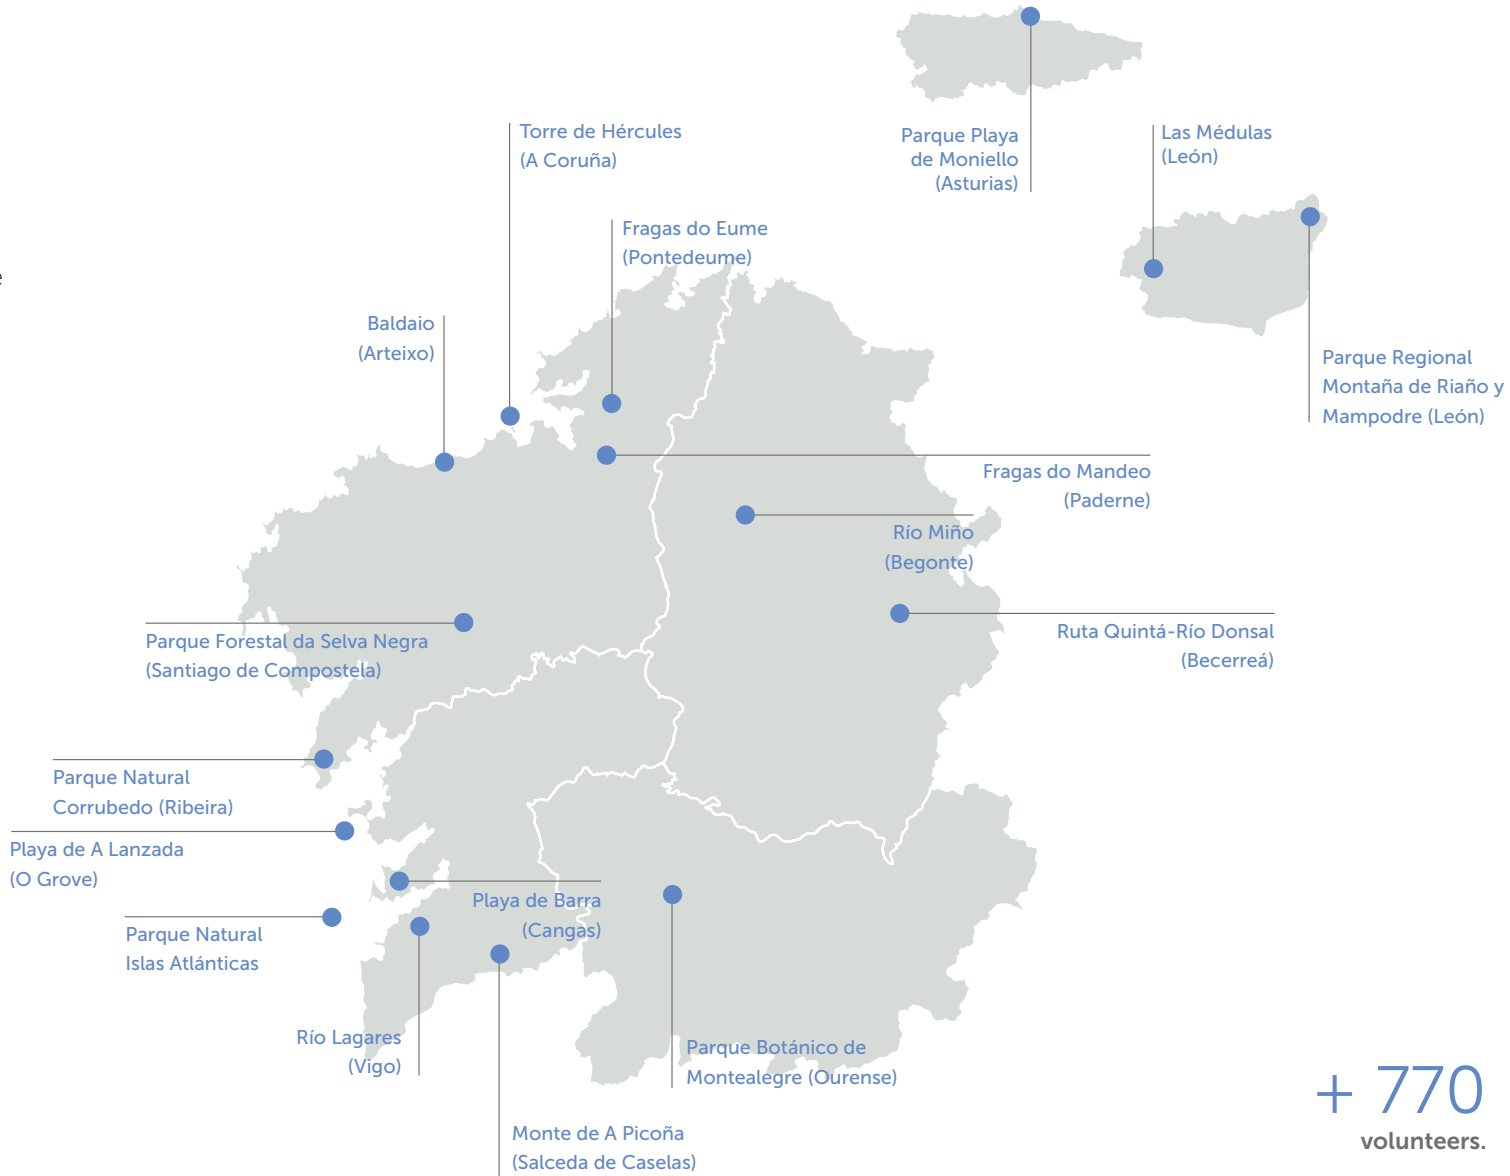 Torre de Hércules
(A Coruña)
Parque Playa
de Moniello
(Asturias)
Las Médulas
(León)
Fragas do Eume
(Pontedeume)
e
Baldaio
(Arteixo)
Parque Regional
Montaña de Riaño y
Mampodre (León)
Fragas do Mandeo
(Paderne)
Río Miño
(Begonte)
Parque Forestal da Selva Negra
(Santiago de Compostela)
Ruta Quintá-Río Donsal
(Becerreá)
Parque Natural
Corrubedo (Ribeira)
Playa de A Lanzada
(O Grove)
Playa de Barra
(Cangas)
Parque Natural
Islas Atlánticas
Río Lagares
(Vigo)
Parque Botánico de
Montealegre (Ourense)
Monte de A Picoña
(Salceda de Caselas)
+ 770
volunteers.